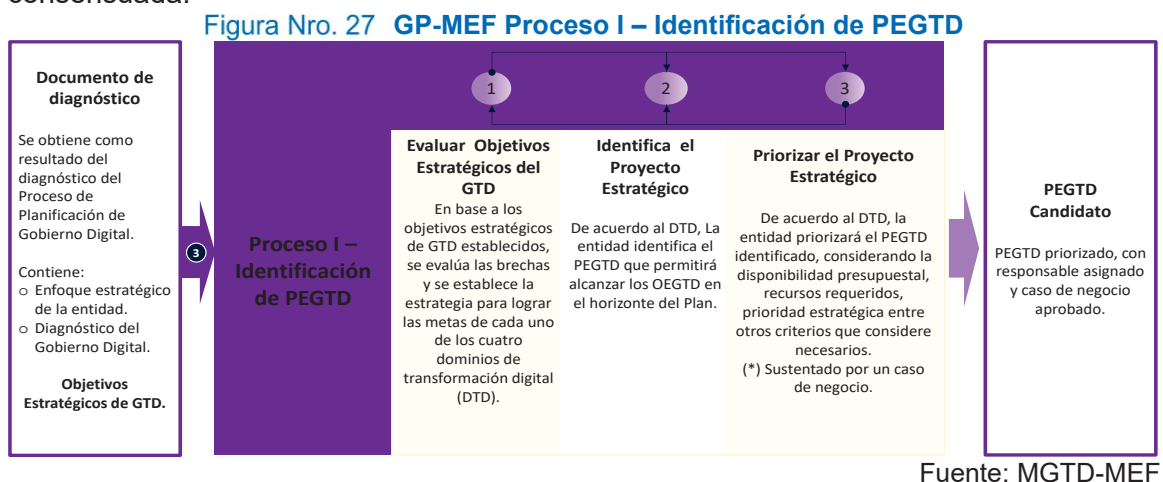 consensuada.
Figura Nro. 27 GP-MEF Proceso I – Identificación de PEGTD
Documento de
diagnóstico
Se obtiene como
resultado del
diagnóstico del
Proceso de
Planificación de
Gobierno Digital.
Contiene:
o Enfoque estratégico
de la entidad.
o Diagnóstico del
Gobierno Digital.
Objetivos
Estratégicos de GTD.
3
Proceso I –
Identificación
de PEGTD
1
Evaluar Objetivos
Estratégicos del
GTD
En base a los
objetivos estratégicos
de GTD establecidos,
se evalúa las brechas
y se establece la
estrategia para lograr
las metas de cada uno
de los cuatro
dominios de
transformación digital
(DTD).
2
Identifica el
Proyecto
Estratégico
De acuerdo al DTD, La
entidad identifica el
PEGTD que permitirá
alcanzar los OEGTD en
el horizonte del Plan.
3
Priorizar el Proyecto
Estratégico
De acuerdo al DTD, la
entidad priorizará el PEGTD
identificado, considerando la
disponibilidad presupuestal,
recursos requeridos,
prioridad estratégica entre
otros criterios que considere
necesarios.
(*) Sustentado por un caso
de negocio.
PEGTD
Candidato
PEGTD priorizado, con
responsable asignado
y caso de negocio
aprobado.
Fuente: MGTD-MEF